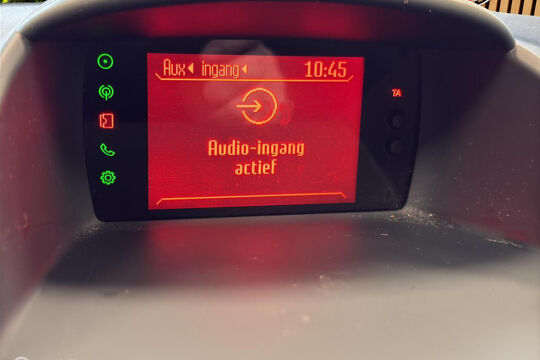 Aux ingang
10:45
TA
Audio-ingang
actief